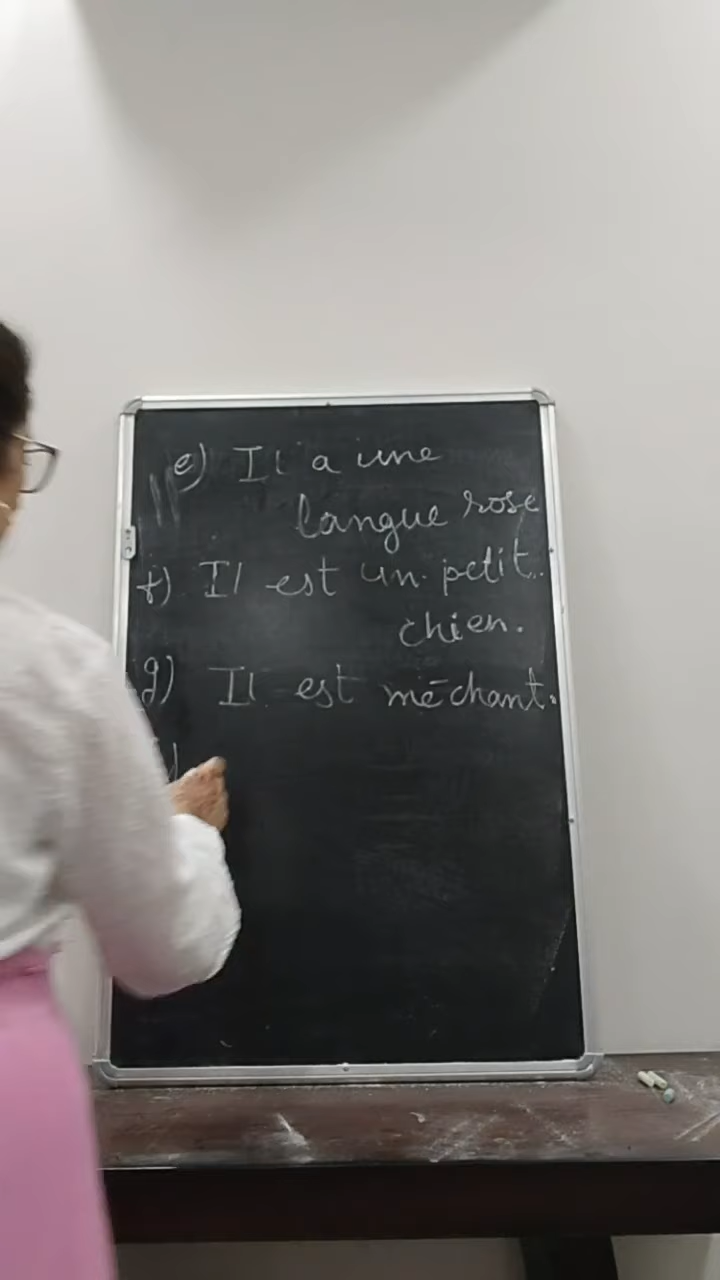 e) Il a une
langue rose
f) Il est un petit.
chien.
g) Il est méchant.